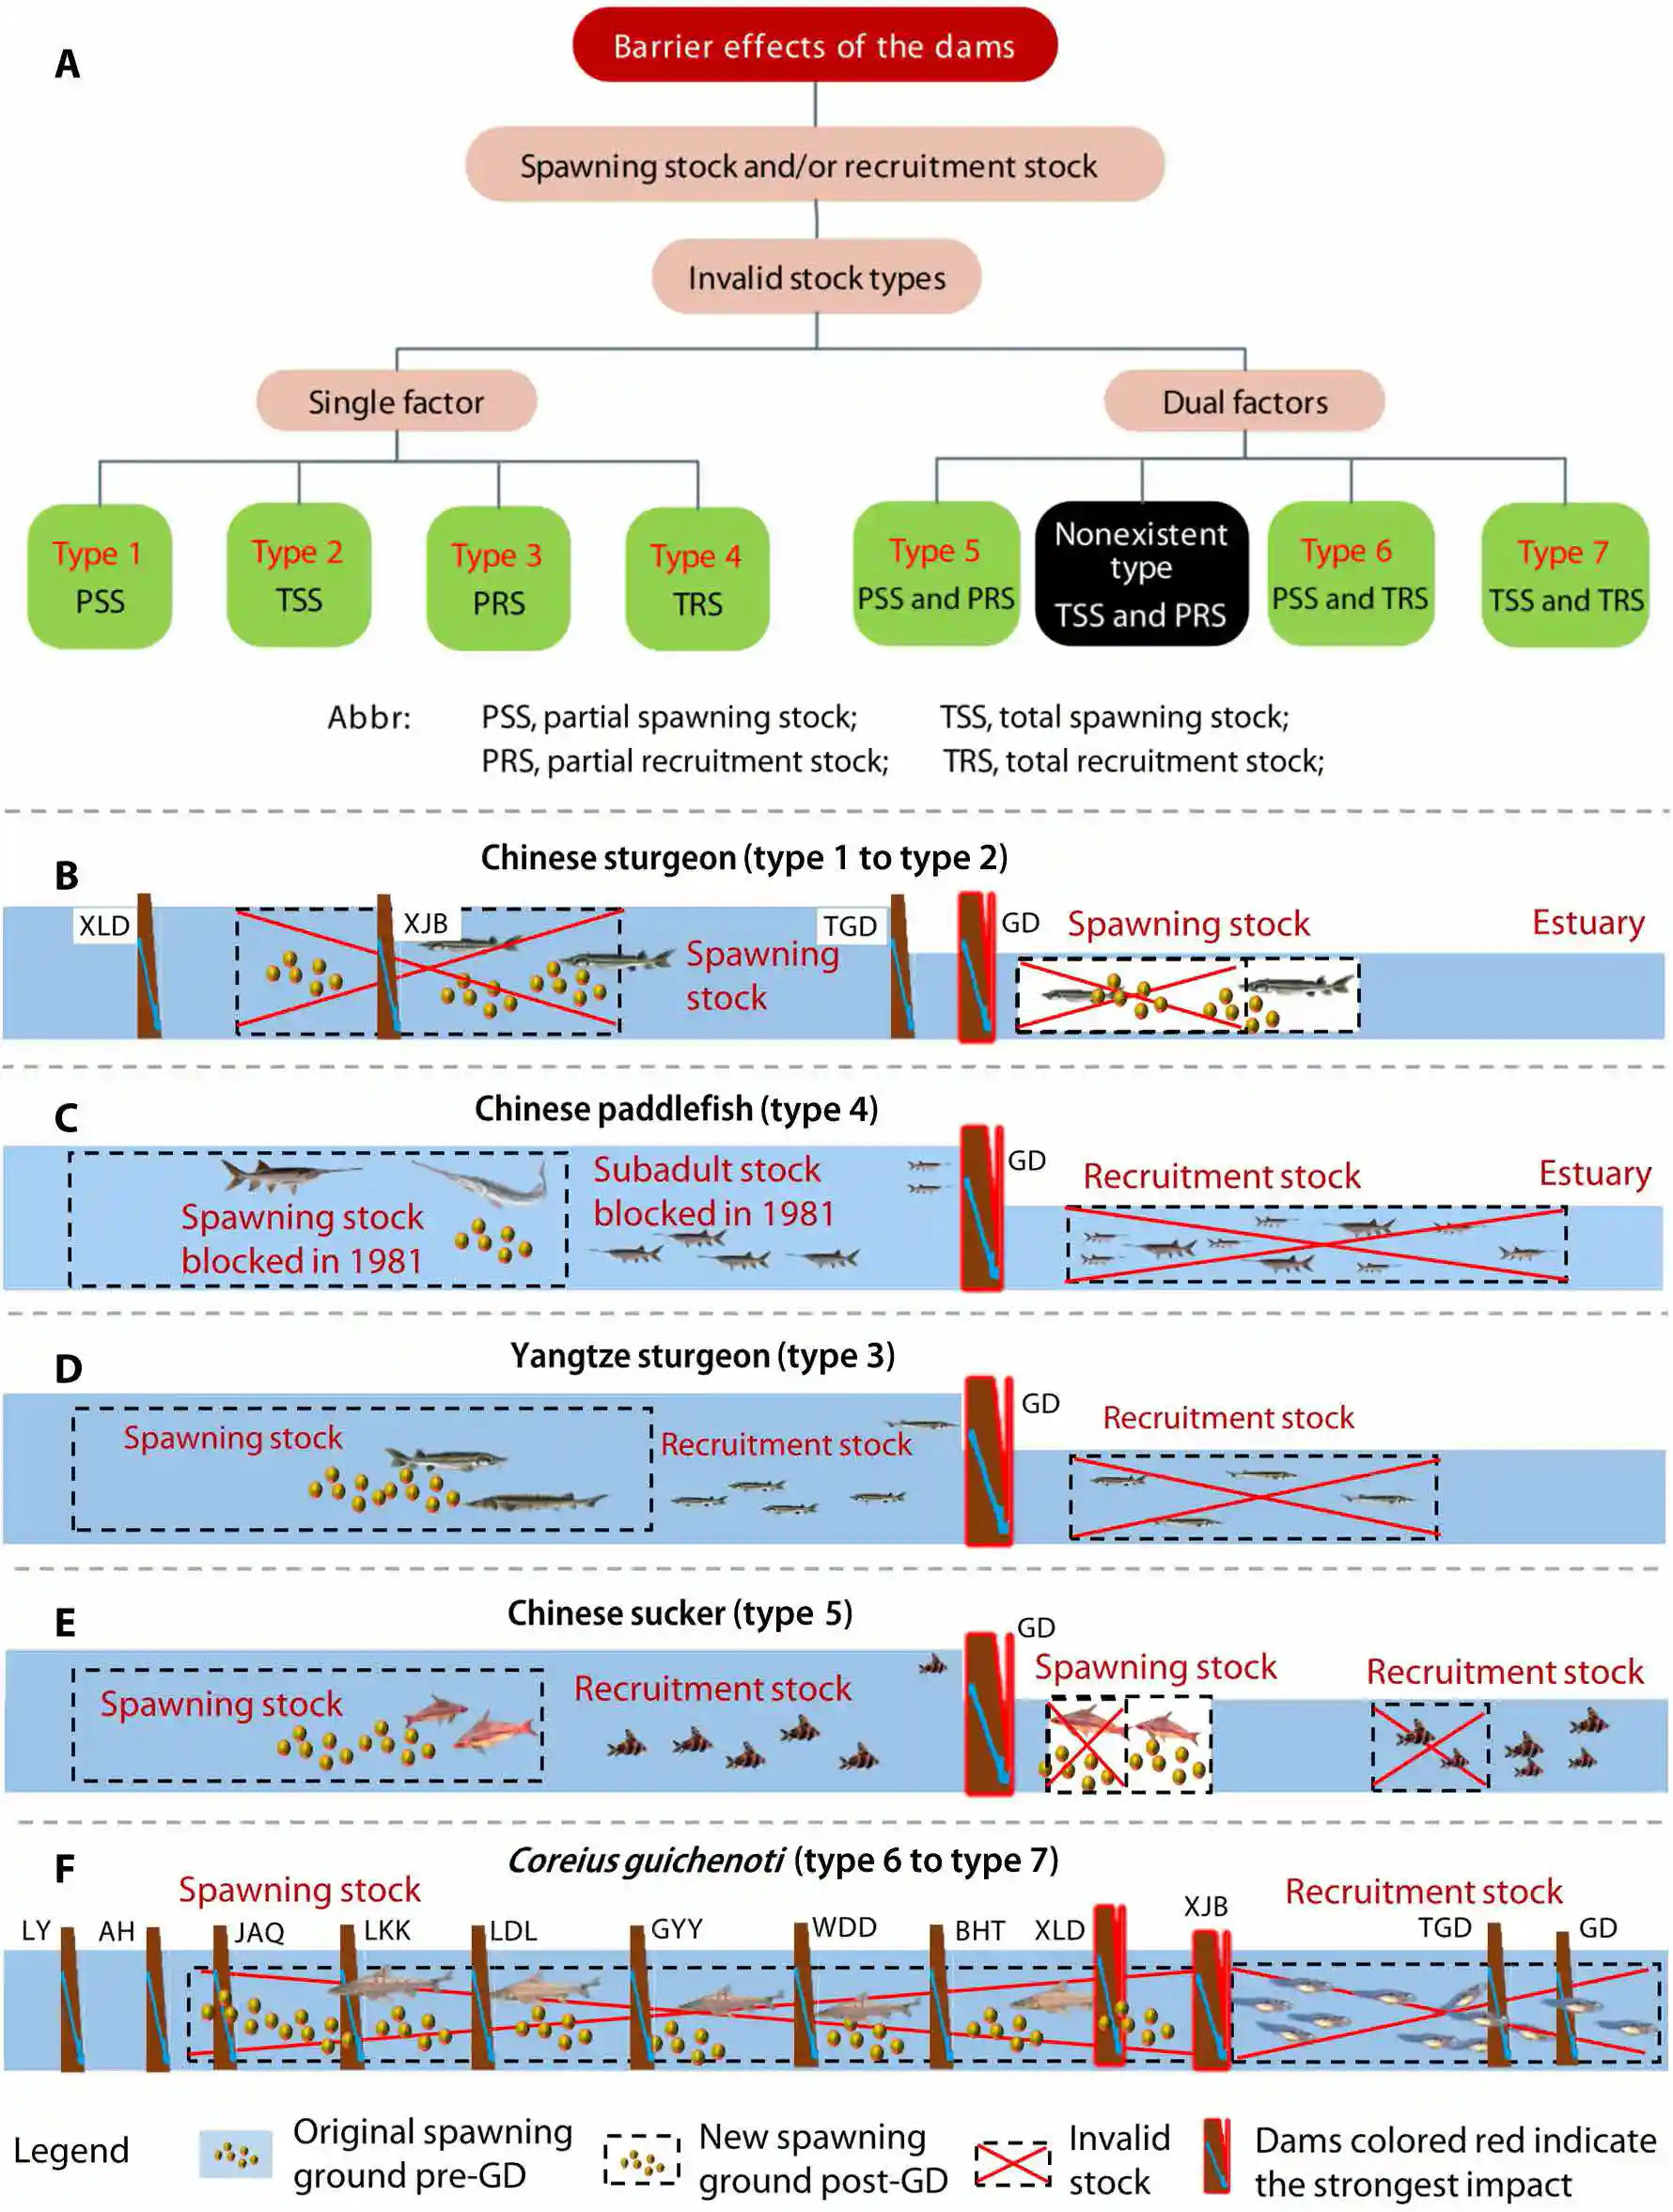 A
Barrier effects of the dams
Spawning stock and/or recruitment stock
Invalid stock types
Single factor
Dual factors
Type 1
PSS
Type 2
TSS
Type 3
PRS
Type 4
TRS
Type 5
PSS and PRS
Nonexistent
type
TSS and PRS
Type 6
PSS and TRS
Type 7
TSS and TRS
Abbr:
PSS, partial spawning stock;
TSS, total spawning stock;
PRS, partial recruitment stock;
TRS, total recruitment stock;
B
Chinese sturgeon (type 1 to type 2)
XLD
XJB
Spawning
stock
TGD
GD
Spawning stock
Estuary
C
Chinese paddlefish (type 4)
Spawning stock
blocked in 1981
Subadult stock
blocked in 1981
GD
Recruitment stock
Estuary
D
Yangtze sturgeon (type 3)
Spawning stock
Recruitment stock
GD
Recruitment stock
E
Chinese sucker (type 5)
Spawning stock
Recruitment stock
GD
Spawning stock
Recruitment stock
F
Coreius guichenoti (type 6 to type 7)
Spawning stock
Recruitment stock
LY
AH
JAQ
LKK
LDL
GYY
WDD
BHT
XLD
XJB
TGD
GD
Legend
Original spawning
ground pre-GD
New spawning
ground post-GD
Invalid
stock
Dams colored red indicate
the strongest impact